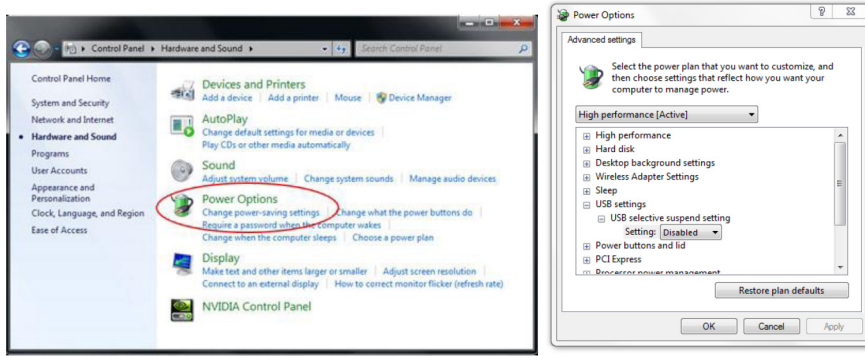 Control Panel ▸ Hardware and Sound ▸
Search Control Panel
Control Panel Home
System and Security
Network and Internet
Hardware and Sound
Programs
User Accounts
Appearance and
Personalization
Clock, Language, and Region
Ease of Access
Devices and Printers
Add a device | Add a printer | Mouse | Device Manager
AutoPlay
Change default settings for media or devices
Play CDs or other media automatically
Sound
Adjust system volume | Change system sounds | Manage audio devices
Power Options
Change power-saving settings | Change what the power buttons do
Require a password when the computer wakes
Change when the computer sleeps | Choose a power plan
Display
Make text and other items larger or smaller | Adjust screen resolution
Connect to an external display | How to correct monitor flicker (refresh rate)
NVIDIA Control Panel
Power Options
Advanced settings
Select the power plan that you want to customize, and
then choose settings that reflect how you want your
computer to manage power.
High performance [Active]
High performance
Hard disk
Desktop background settings
Wireless Adapter Settings
Sleep
USB settings
USB selective suspend setting
Setting: Disabled
Power buttons and lid
PCI Express
Processor power management
Restore plan defaults
OK Cancel Apply